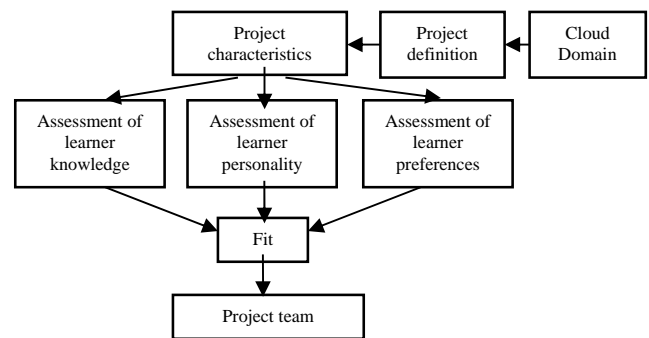 Project
characteristics
Project
definition
Cloud
Domain
Assessment of
learner
knowledge
Assessment of
learner
personality
Assessment of
learner
preferences
Fit
Project team